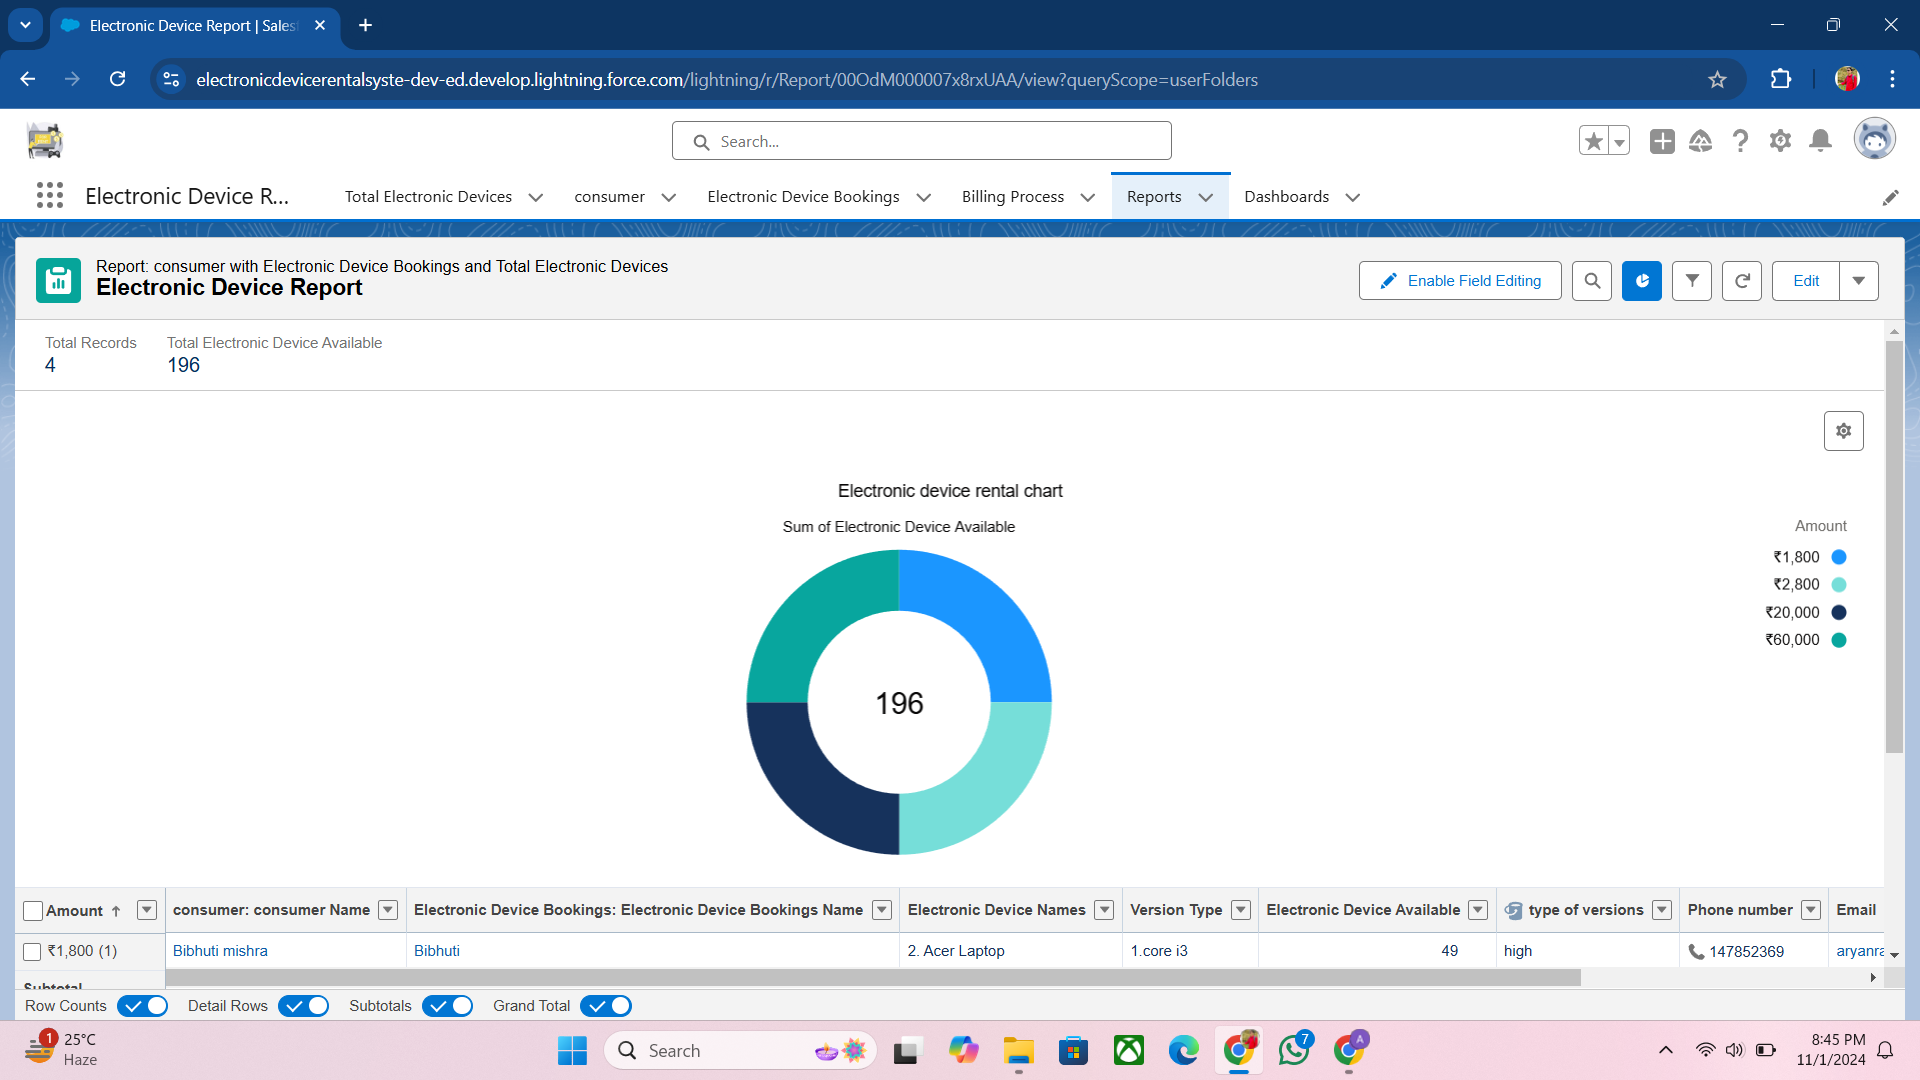 Electronic Device Report | Sales
electronicdevicerentalsyste-dev-ed.develop.lightning.force.com/lightning/r/Report/00OdM000007x8rxUAA/view?queryScope=userFolders
Search...
Electronic Device R...
Total Electronic Devices
consumer
Electronic Device Bookings
Billing Process
Reports
Dashboards
Report: consumer with Electronic Device Bookings and Total Electronic Devices
Electronic Device Report
Enable Field Editing
Edit
Total Records
4
Total Electronic Device Available
196
Electronic device rental chart
Sum of Electronic Device Available
196
Amount
₹1,800
₹2,800
₹20,000
₹60,000
Amount ↑
consumer: consumer Name
Electronic Device Bookings: Electronic Device Bookings Name
Electronic Device Names
Version Type
Electronic Device Available
type of versions
Phone number
Email
₹1,800 (1)
Bibhuti mishra
Bibhuti
2. Acer Laptop
1.core i3
49
high
147852369
aryanra
Subtotal
Row Counts
Detail Rows
Subtotals
Grand Total
1
25°C
Haze
Search
7
A
8:45 PM
11/1/2024